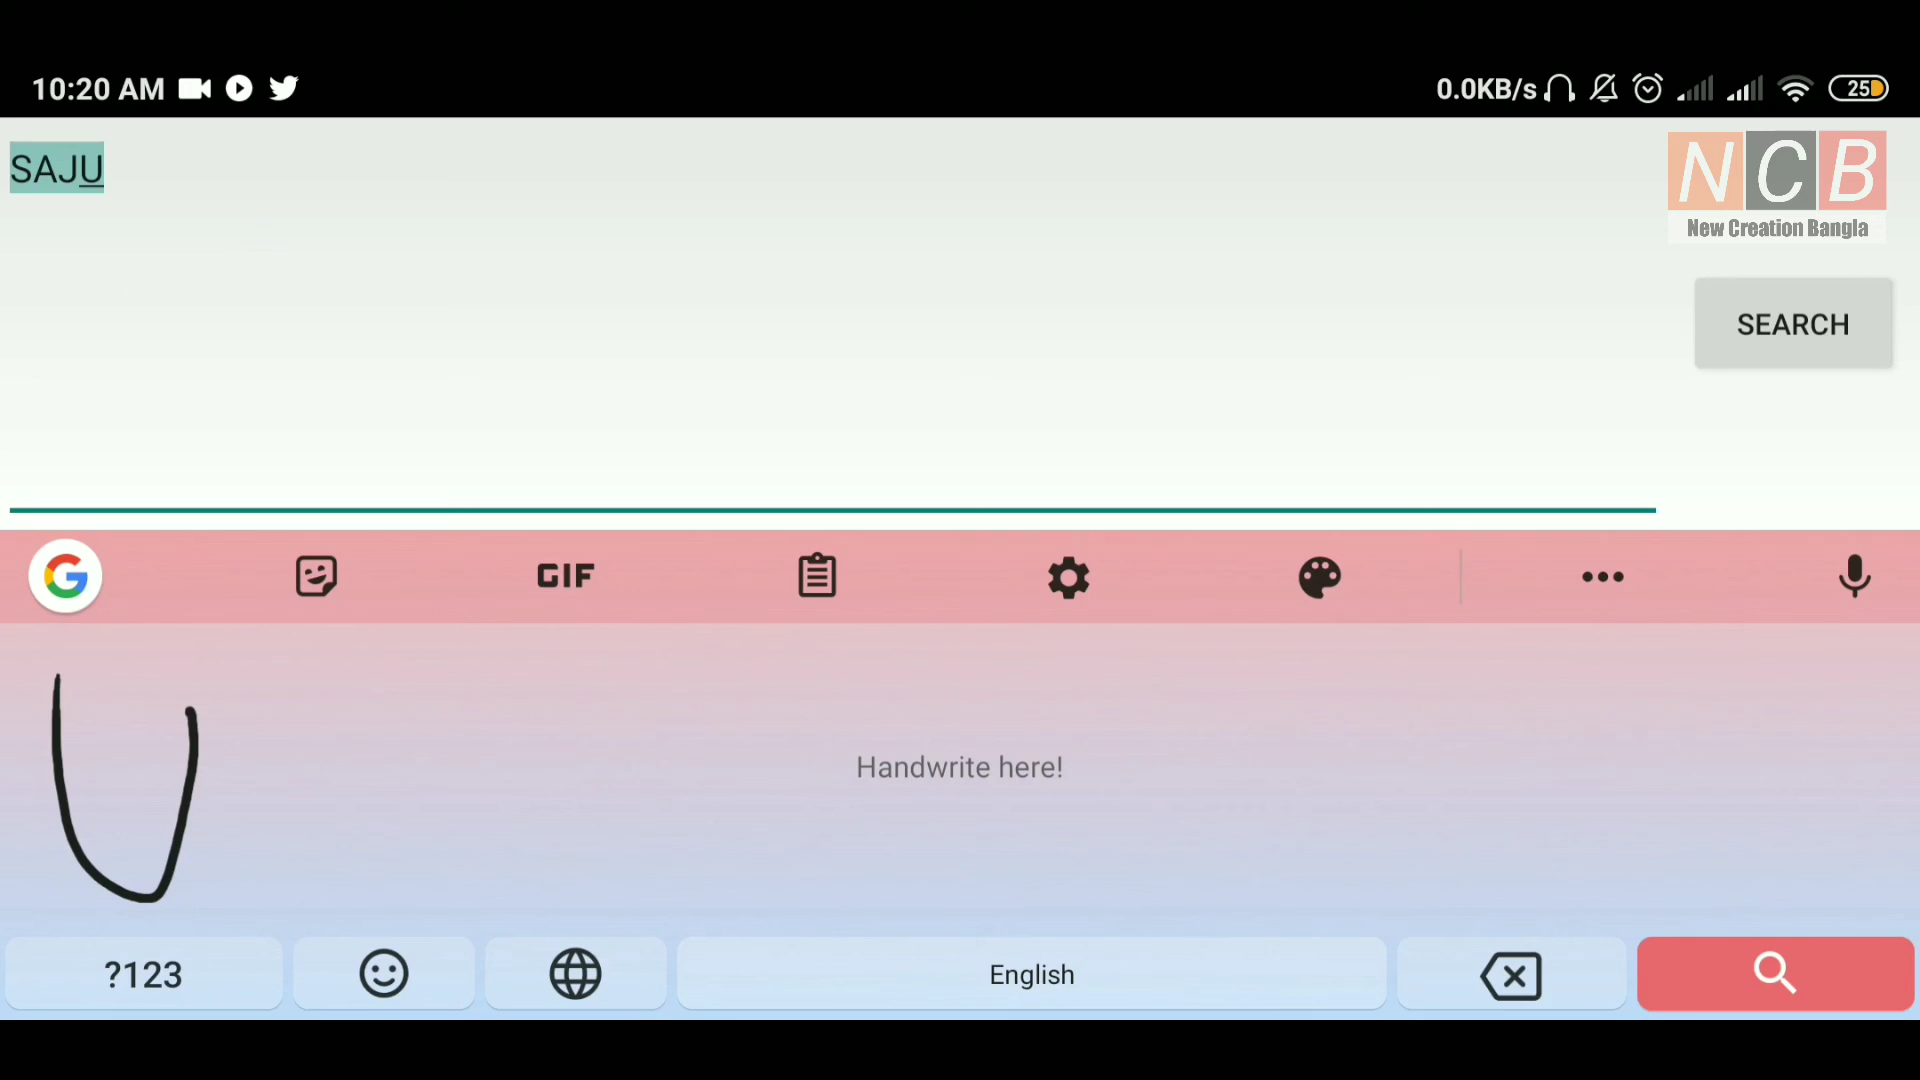 10:20 AM
0.0KB/s
25
SAJU
NCB
New Creation Bangla
SEARCH
GIF
U
Handwrite here!
?123
English